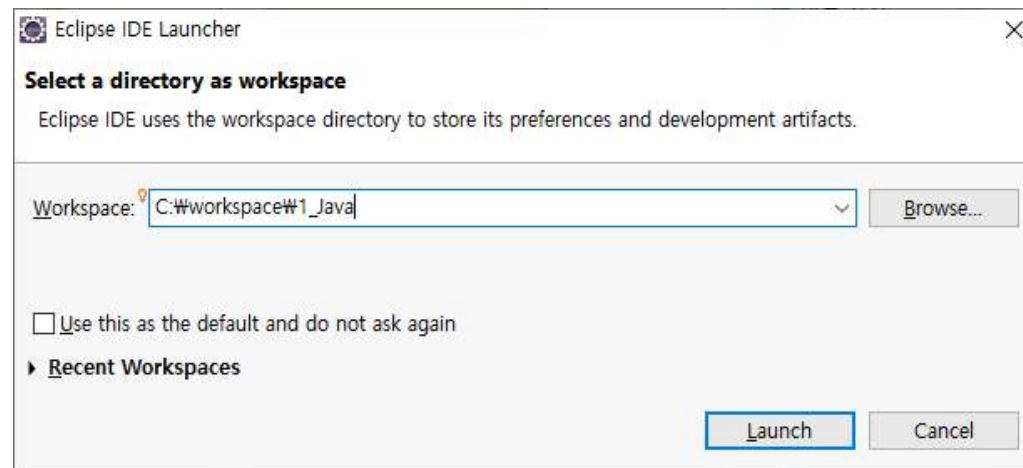 Eclipse IDE Launcher
Select a directory as workspace
Eclipse IDE uses the workspace directory to store its preferences and development artifacts.
Workspace: C:₩workspace₩1_Java Browse...
Use this as the default and do not ask again
Recent Workspaces
Launch Cancel